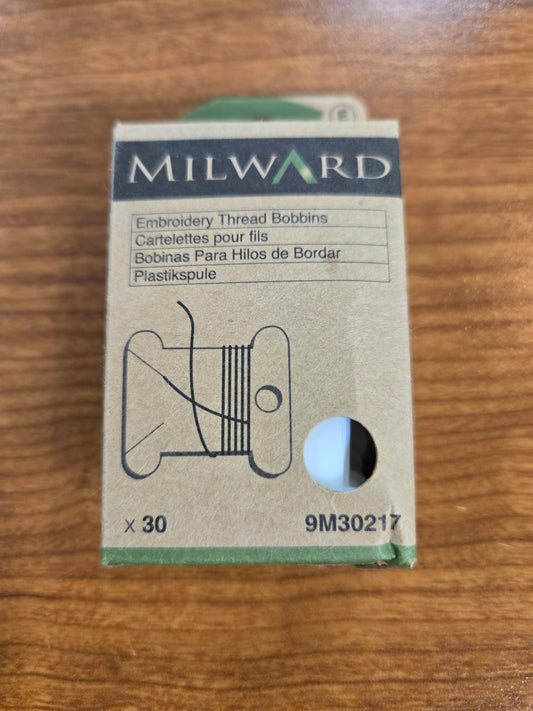 MILWARD
Embroidery Thread Bobbins
Cartelettes pour fils
Bobinas Para Hilos de Bordar
Plastikspule
x 30
9M30217